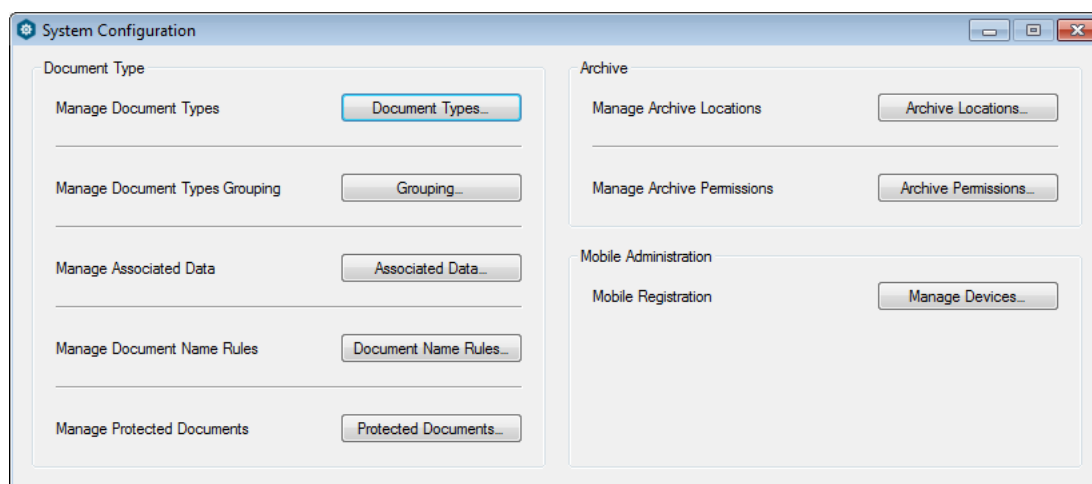 System Configuration
Document Type
Manage Document Types
Document Types...
Manage Document Types Grouping
Grouping...
Manage Associated Data
Associated Data...
Manage Document Name Rules
Document Name Rules...
Manage Protected Documents
Protected Documents...
Archive
Manage Archive Locations
Archive Locations...
Manage Archive Permissions
Archive Permissions...
Mobile Administration
Mobile Registration
Manage Devices...